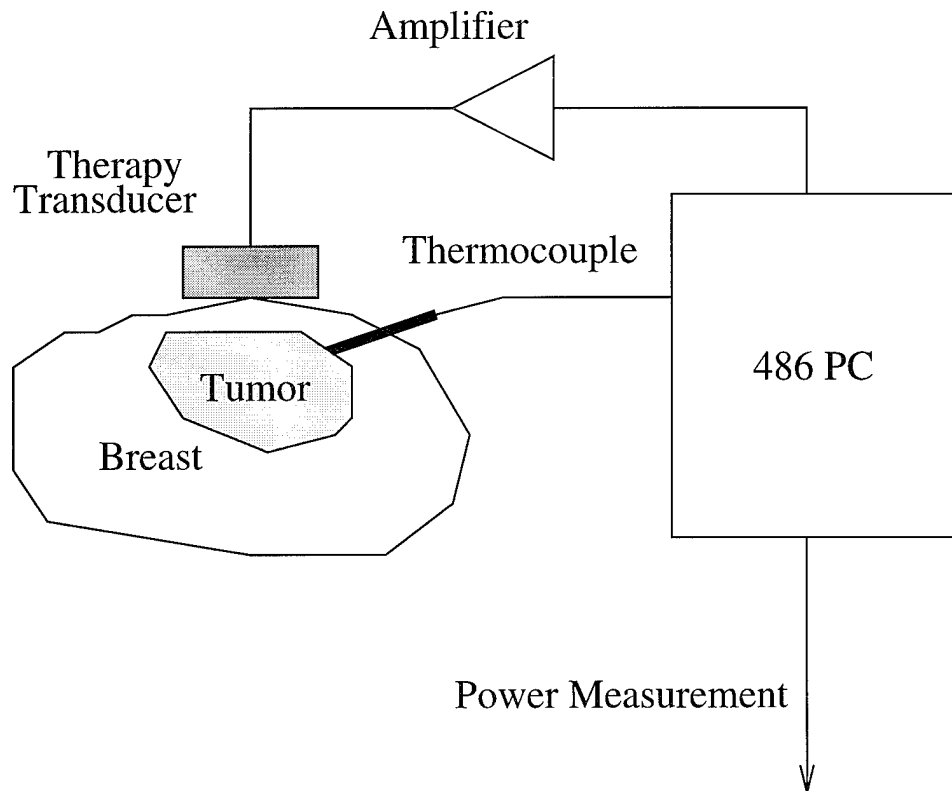 Amplifier
Therapy
Transducer
Thermocouple
486 PC
Tumor
Breast
Power Measurement